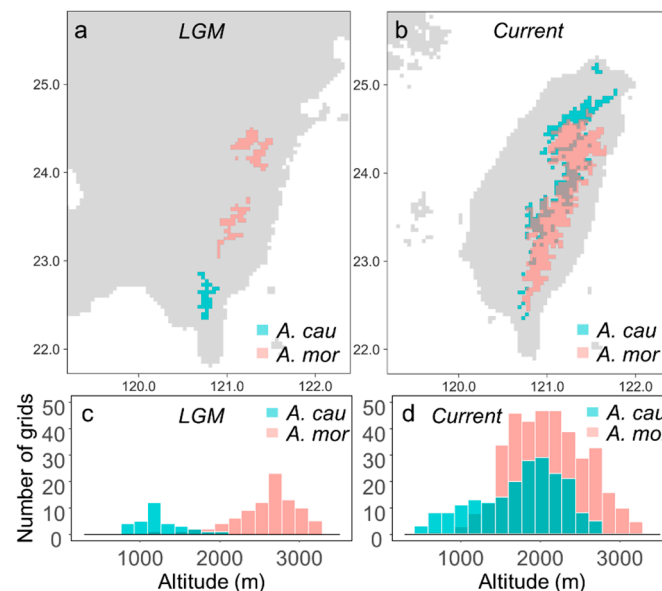 a LGM
25.0
24.0
23.0
22.0
A. cau
A. mor
120.0 121.0 122.0
b Current
25.0
24.0
23.0
22.0
A. cau
A. mor
120.0 121.0 122.0
Number of grids
c LGM
A. cau
A. mor
50
40
30
20
10
0
1000 2000 3000
Altitude (m)
d Current
A. cau
A. mor
50
40
30
20
10
0
1000 2000 3000
Altitude (m)